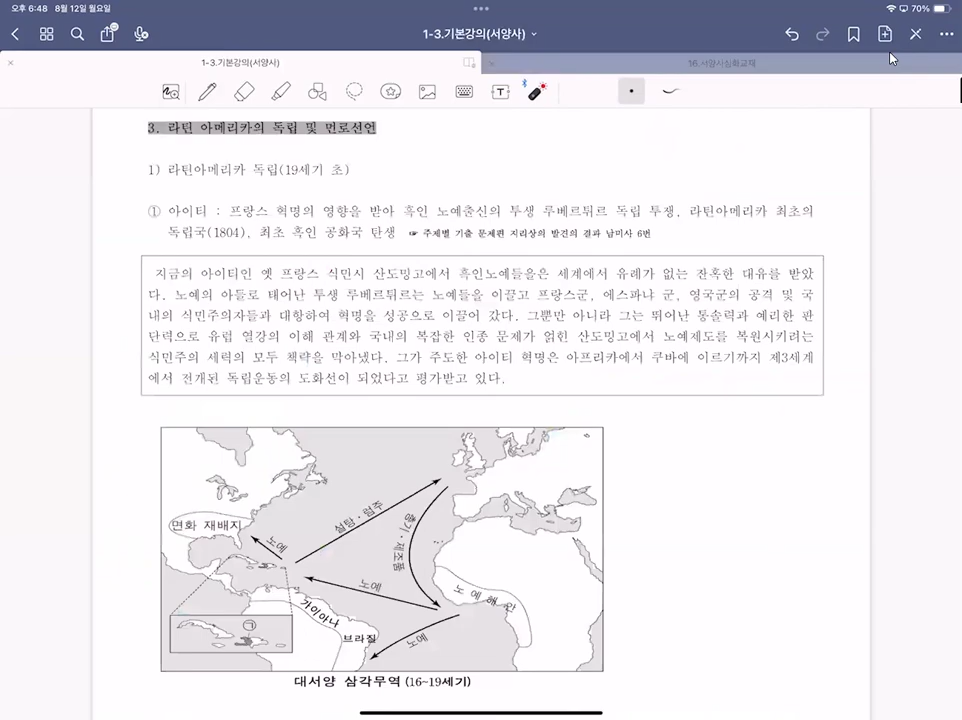 오후 6:48 8월 12일 월요일
70%
1-3.기본강의(서양사)
1-3.기본강의(서양사)
16.서양사심화교재
3. 라틴 아메리카의 독립 및 먼로선언
1) 라틴아메리카 독립(19세기 초)
① 아이티 : 프랑스 혁명의 영향을 받아 흑인 노예출신의 투생 루베르튀르 독립 투쟁, 라틴아메리카 최초의
독립국(1804), 최초 흑인 공화국 탄생 ☞ 주제별 기출 문제편 지리상의 발견의 결과 남미사 6번
지금의 아이티인 옛 프랑스 식민시 산도밍고에서 흑인노예들을은 세계에서 유례가 없는 잔혹한 대유를 받았
다. 노예의 아들로 태어난 투생 루베르튀르는 노예들을 이끌고 프랑스군, 에스파냐 군, 영국군의 공격 및 국
내의 식민주의자들과 대항하여 혁명을 성공으로 이끌어 갔다. 그뿐만 아니라 그는 뛰어난 통솔력과 예리한 판
단력으로 유럽 열강의 이해 관계와 국내의 복잡한 인종 문제가 얽힌 산도밍고에서 노예제도를 복원시키려는
식민주의 세력의 모두 책략을 막아냈다. 그가 주도한 아이티 혁명은 아프리카에서 쿠바에 이르기까지 제3세계
에서 전개된 독립운동의 도화선이 되었다고 평가받고 있다.
면화 재배지
노예
설탕·럼주
총기·제조품
노예
노예해안
가이아나
㉠
브라질
노예
대서양 삼각무역 (16~19세기)